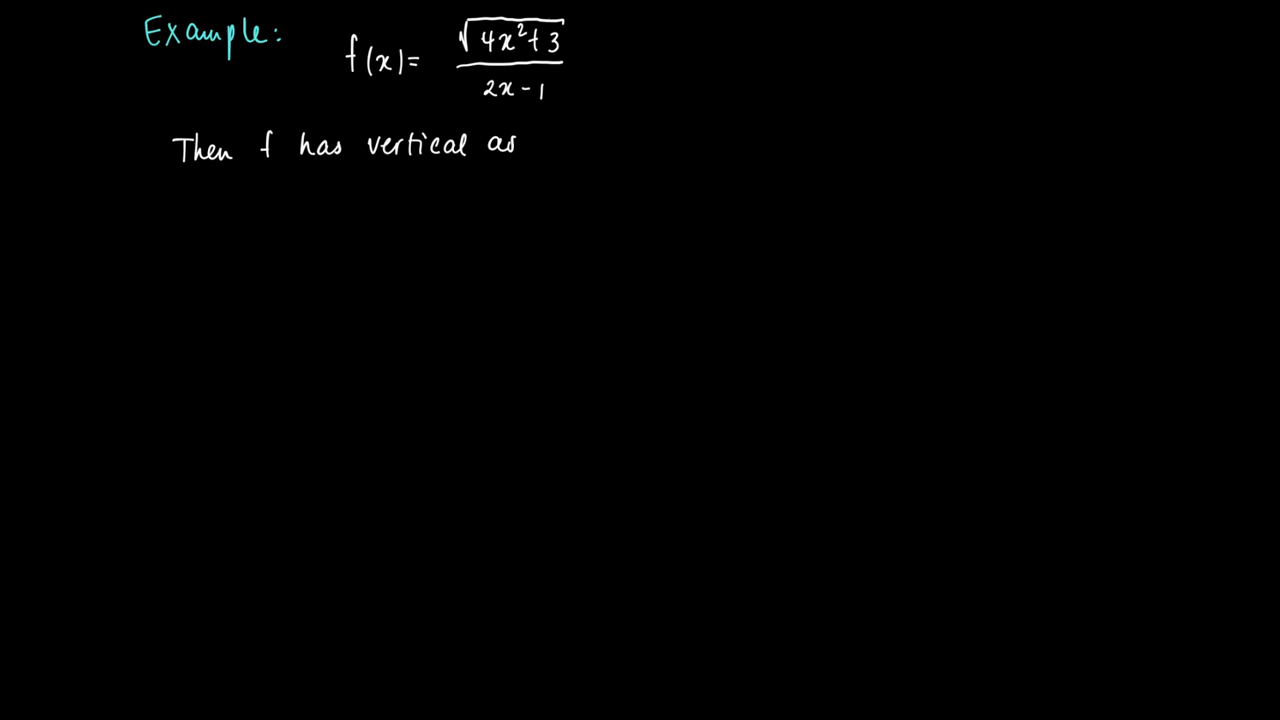 Example: f(x) = √(4x²+3) / (2x-1)
Then f has vertical as